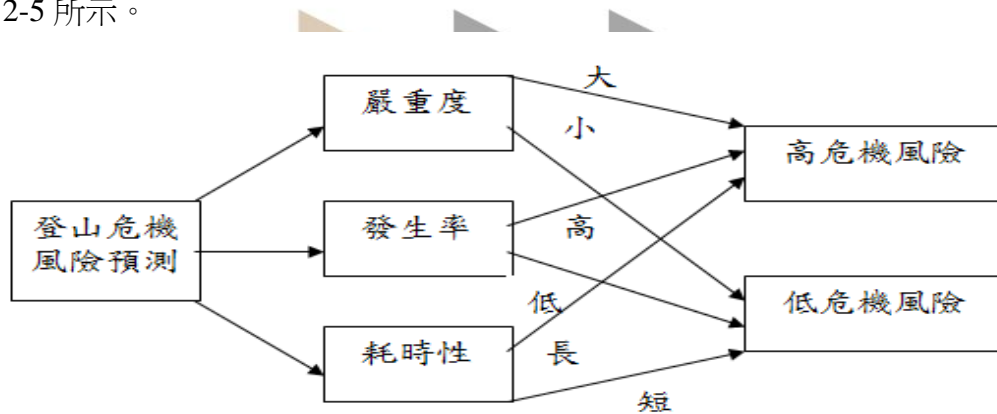 2-5 所示。
嚴重度
大
小
高危機風險
登山危機
風險預測
發生率
高
低
低危機風險
耗時性
長
短